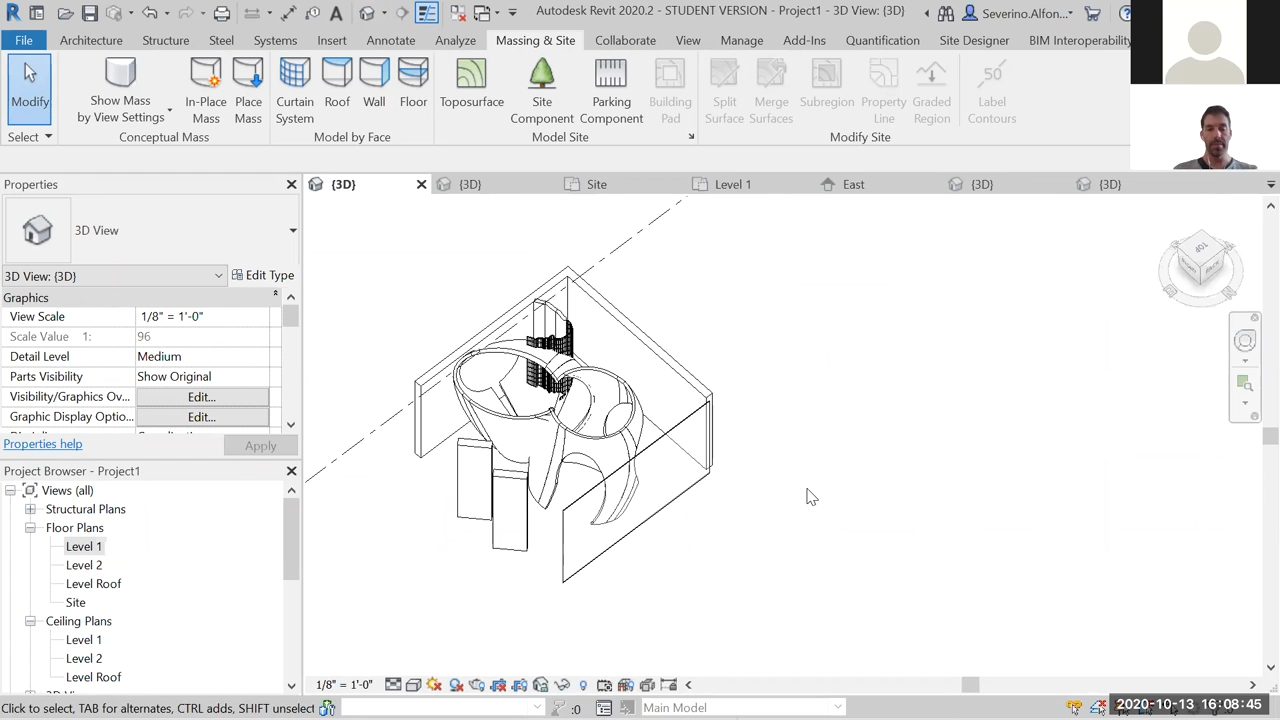 Autodesk Revit 2020.2 - STUDENT VERSION - Project1 - 3D View: {3D}
Severino.Alfon...
File Architecture Structure Steel Systems Insert Annotate Analyze Massing & Site Collaborate View Manage Add-Ins Quantification Site Designer BIM Interoperability
Modify
Show Mass
by View Settings
In-Place
Mass
Place
Mass
Curtain
System
Roof
Wall
Floor
Toposurface
Site
Component
Parking
Component
Building
Pad
Split
Surface
Merge
Surfaces
Subregion
Property
Line
Graded
Region
50
Label
Contours
Select
Conceptual Mass
Model by Face
Model Site
Modify Site
Properties
{3D}
{3D}
Site
Level 1
East
{3D}
{3D}
3D View
3D View: {3D}
Edit Type
Graphics
View Scale 1/8" = 1'-0"
Scale Value 1: 96
Detail Level Medium
Parts Visibility Show Original
Visibility/Graphics Ov... Edit...
Graphic Display Optio... Edit...
Properties help
Apply
TOP
Project Browser - Project1
Views (all)
Structural Plans
Floor Plans
Level 1
Level 2
Level Roof
Site
Ceiling Plans
Level 1
Level 2
Level Roof
1/8" = 1'-0"
Click to select, TAB for alternates, CTRL adds, SHIFT unselect
:0
Main Model
2020-10-13 16:08:45